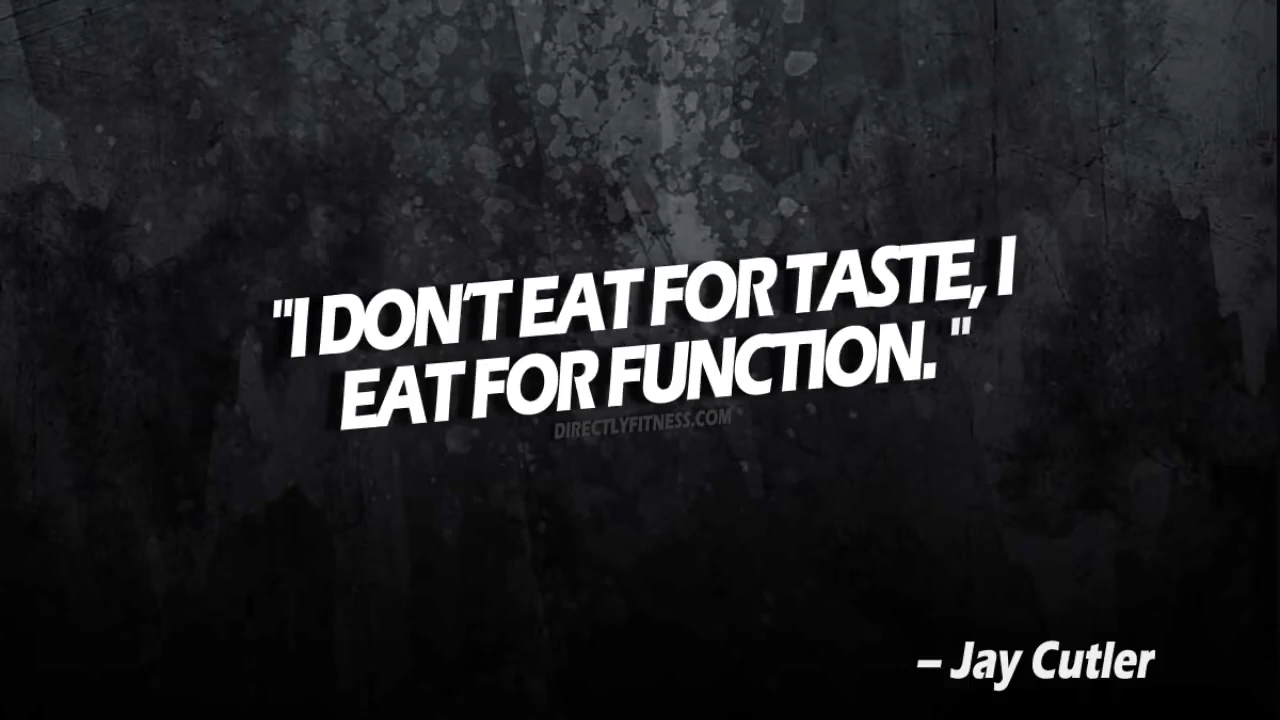 "I DON'T EAT FOR TASTE, I
EAT FOR FUNCTION. "
DIRECTLYFITNESS.COM
– Jay Cutler